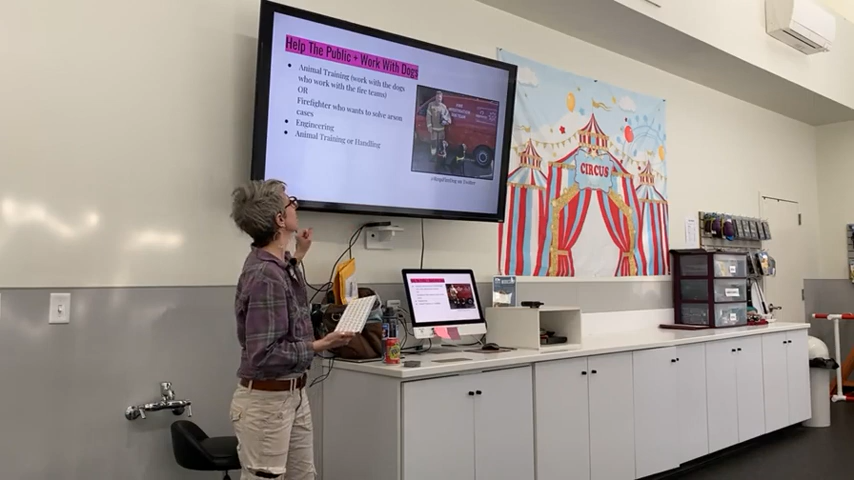 Help The Public + Work With Dogs
Animal Training (work with the dogs
who work with the fire teams)
OR
Firefighter who wants to solve arson
cases
Engineering
Animal Training or Handling
CIRCUS